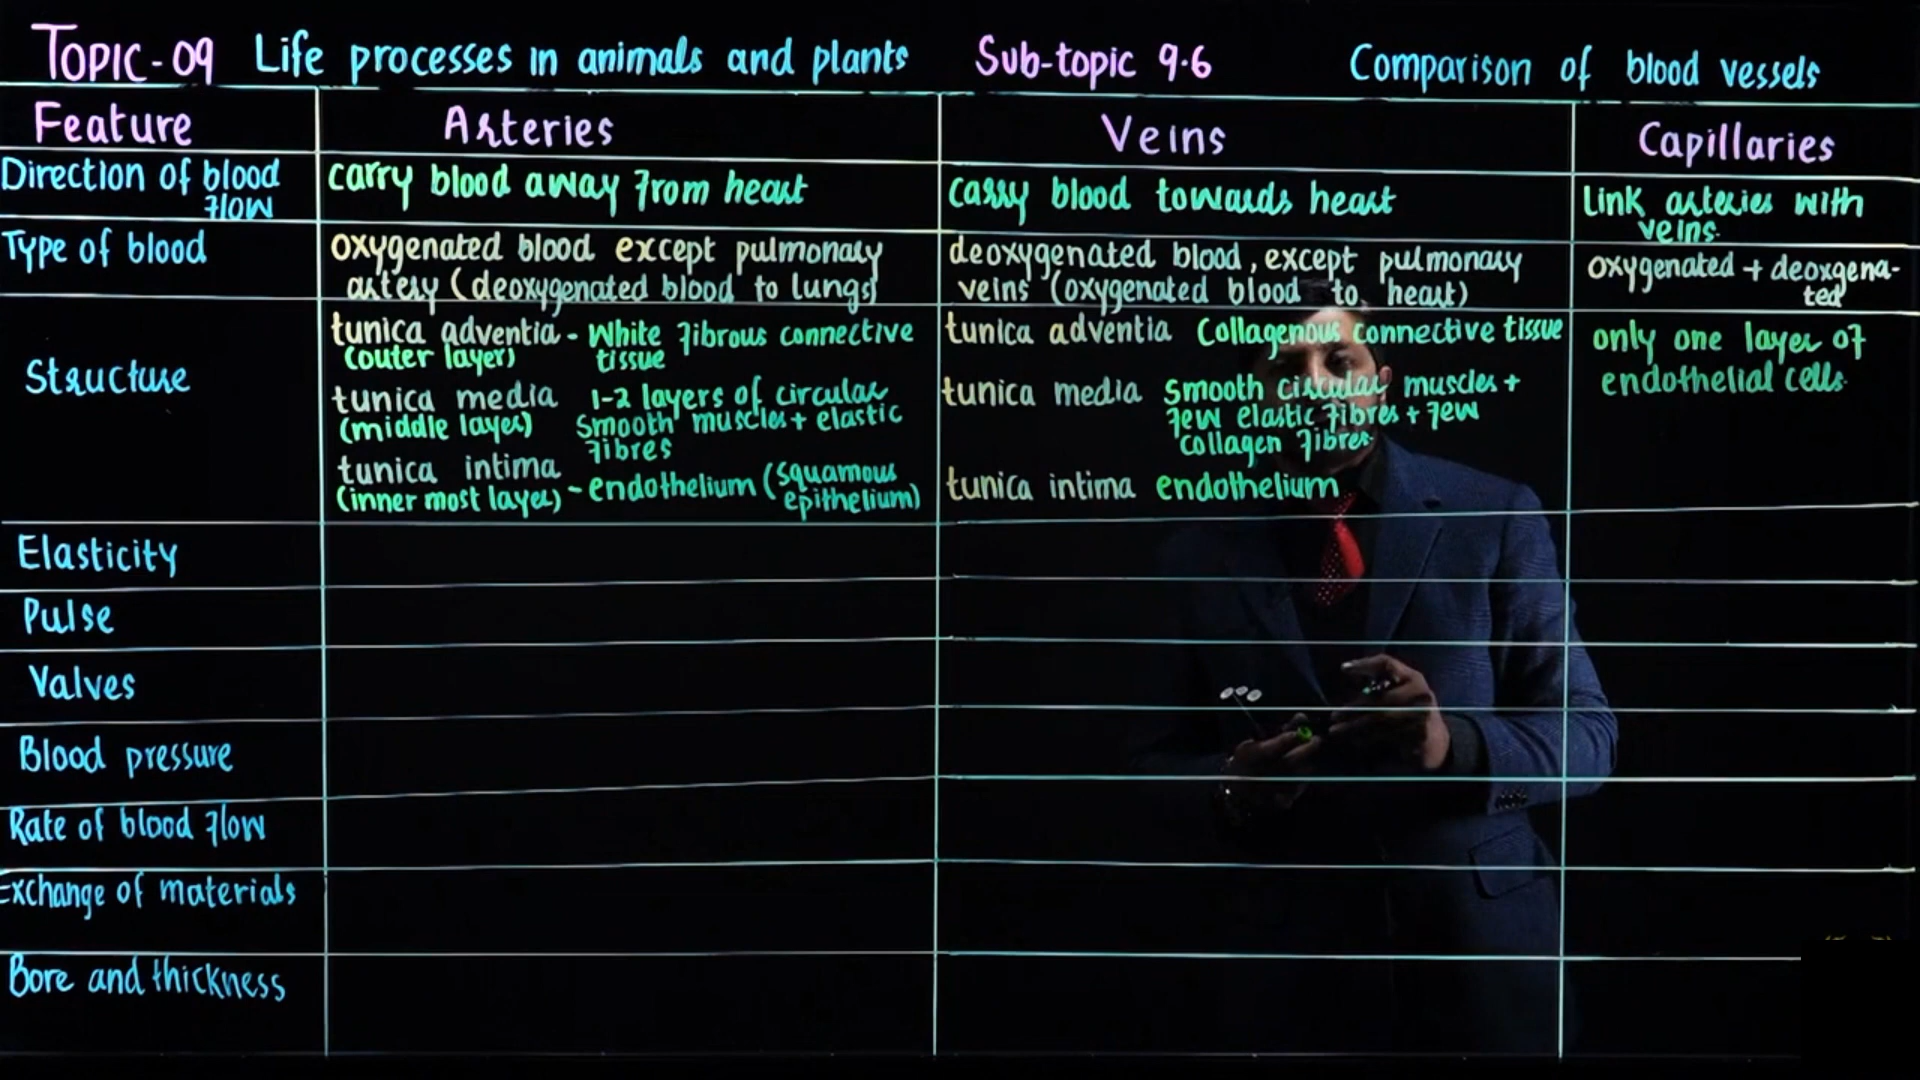 TOPIC-09 Life processes in animals and plants Sub-topic 9.6 Comparison of blood vessels
Feature Arteries Veins Capillaries
Direction of blood flow
carry blood away from heart
carry blood towards heart
Link arteries with
veins.
Type of blood
oxygenated blood except pulmonary
artery (deoxygenated blood to lungs)
deoxygenated blood, except pulmonary
veins (oxygenated blood to heart)
oxygenated + deoxgena-
ted
Structure
tunica adventia - White fibrous connective
(outer layer) tissue
tunica media 1-2 layers of circular
(middle layer) Smooth muscles + elastic
fibres
tunica intima
(inner most layer) - endothelium (squamous
epithelium)
tunica adventia Collagenous connective tissue
tunica media Smooth circular muscles +
few elastic fibres + few
collagen fibres.
tunica intima endothelium
only one layer of
endothelial cells.
Elasticity
Pulse
Valves
Blood pressure
Rate of blood flow
Exchange of materials
Bore and thickness